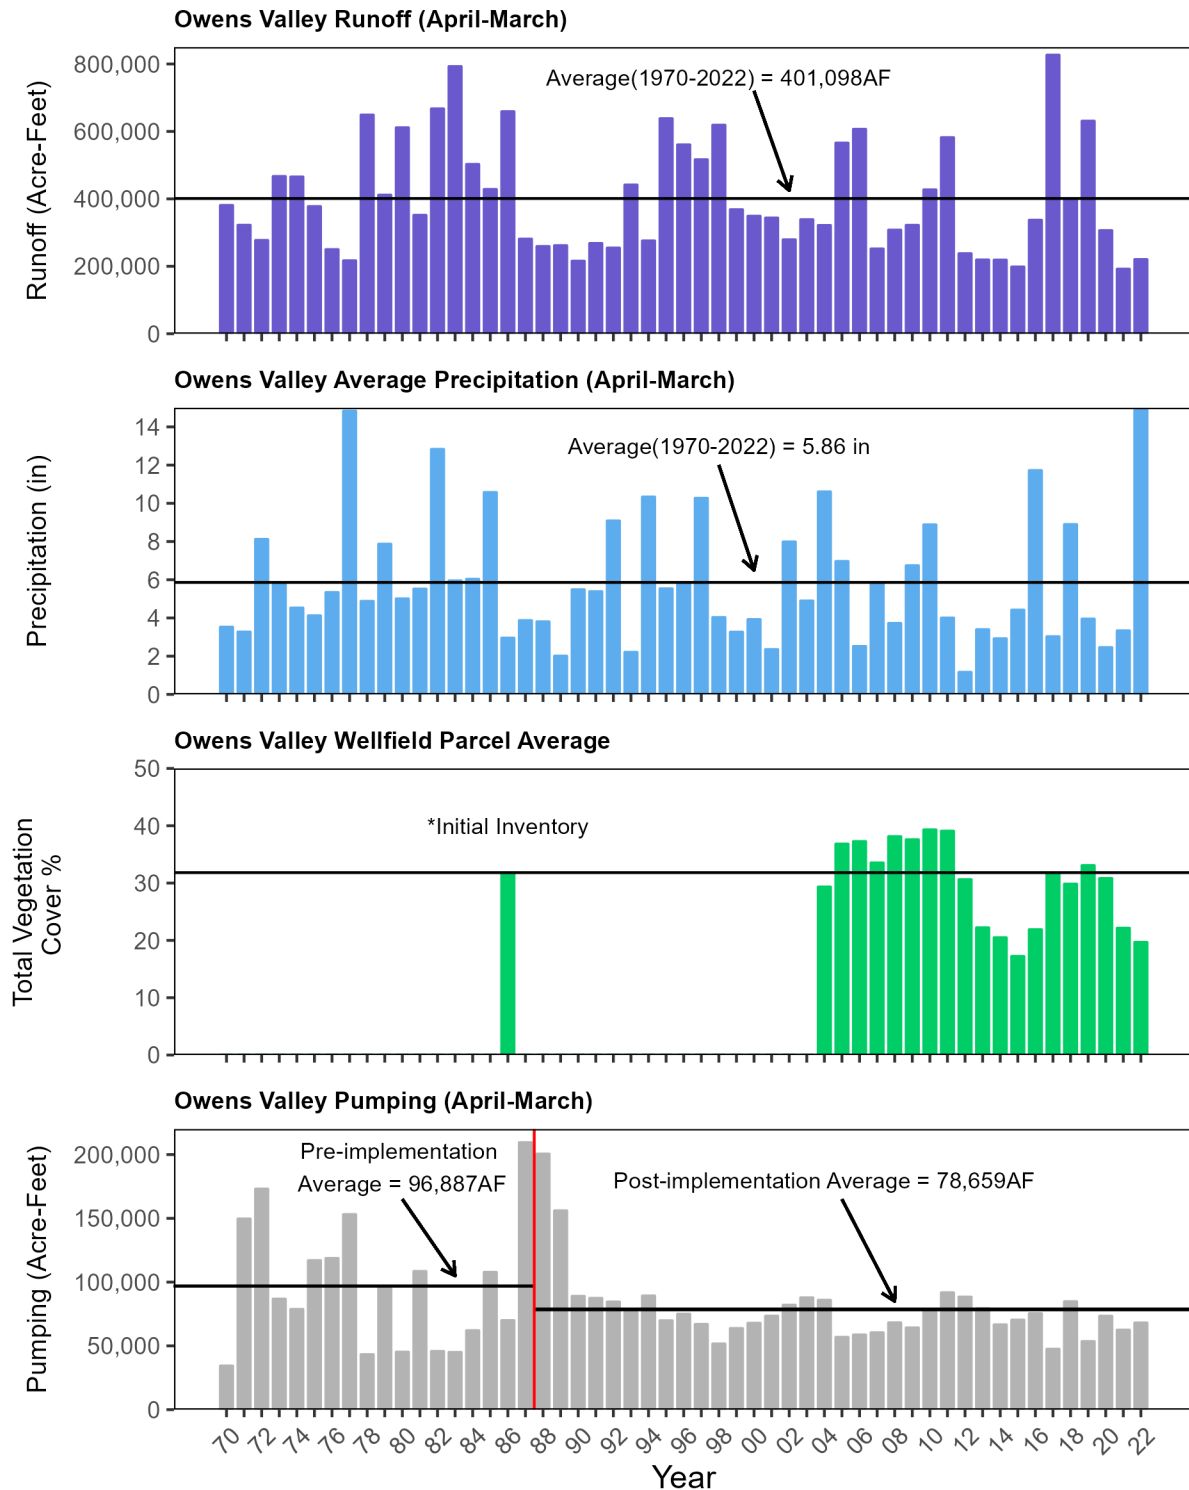 Owens Valley Runoff (April-March)
Runoff (Acre-Feet)
800,000
600,000
400,000
200,000
0
Average(1970-2022) = 401,098AF
Owens Valley Average Precipitation (April-March)
Precipitation (in)
14
12
10
8
6
4
2
0
Average(1970-2022) = 5.86 in
Owens Valley Wellfield Parcel Average
Total Vegetation
Cover %
50
40
30
20
10
0
*Initial Inventory
Owens Valley Pumping (April-March)
Pumping (Acre-Feet)
200,000
150,000
100,000
50,000
0
Pre-implementation
Average = 96,887AF
Post-implementation Average = 78,659AF
70 72 74 76 78 80 82 84 86 88 90 92 94 96 98 00 02 04 06 08 10 12 14 16 18 20 22
Year